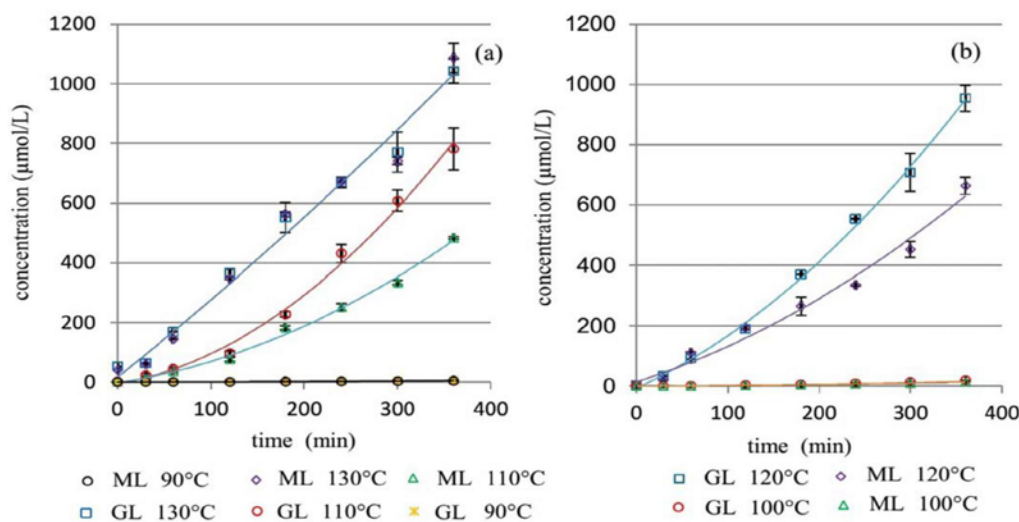 1200
1000
800
600
400
200
0
0 100 200 300 400
concentration (µmol/L)
time (min)
(a)
ML 90°C ML 130°C ML 110°C
GL 130°C GL 110°C GL 90°C
1200
1000
800
600
400
200
0
0 100 200 300 400
concentration (µmol/L)
time (min)
(b)
GL 120°C ML 120°C
GL 100°C ML 100°C